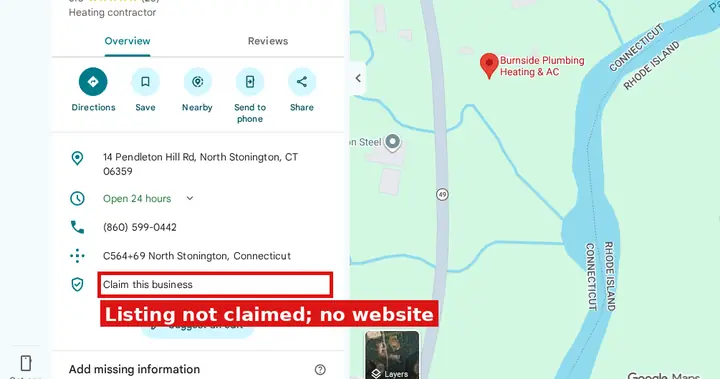 Heating contractor
Overview
Reviews
Directions
Save
Nearby
Send to
phone
Share
14 Pendleton Hill Rd, North Stonington, CT
06359
Open 24 hours
(860) 599-0442
C564+69 North Stonington, Connecticut
Claim this business
Listing not claimed; no website
Add missing information
Burnside Plumbing
Heating & AC
CONNECTICUT
RHODE ISLAND
n Steel
49
RHODE ISLAND
CONNECTICUT
Layers
Google Maps